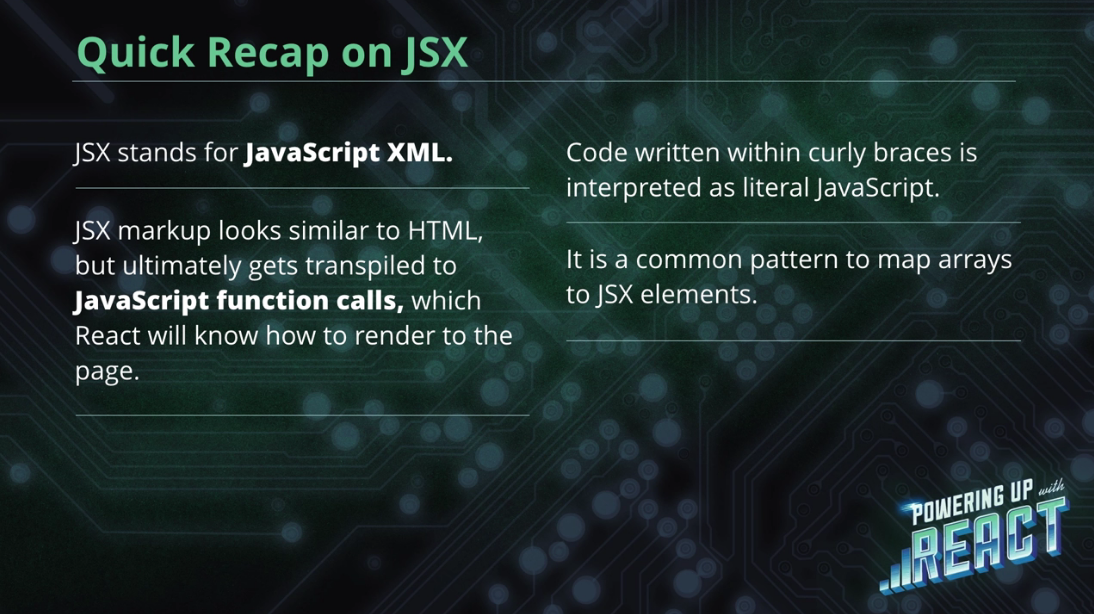 Quick Recap on JSX
JSX stands for JavaScript XML.
JSX markup looks similar to HTML,
but ultimately gets transpiled to
JavaScript function calls, which
React will know how to render to the
page.
Code written within curly braces is
interpreted as literal JavaScript.
It is a common pattern to map arrays
to JSX elements.
POWERING UP with
REACT